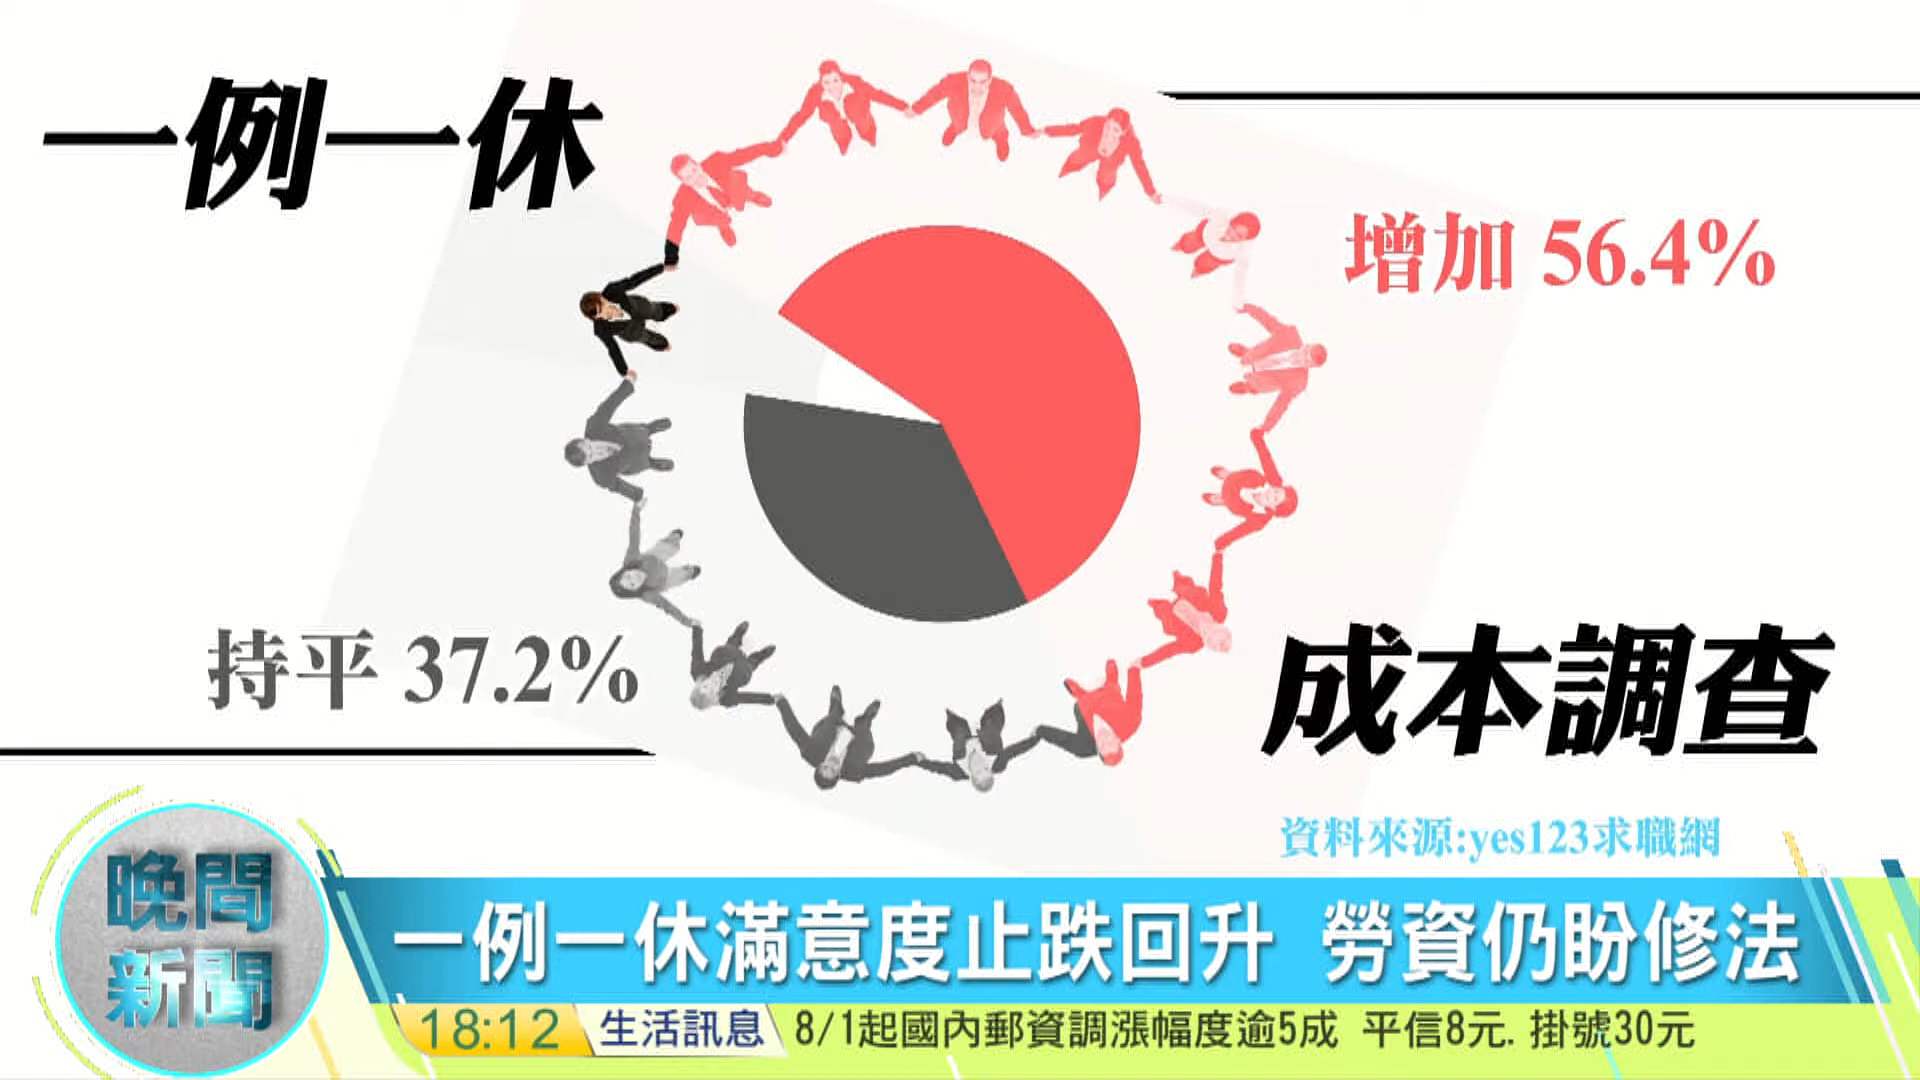 一例一休
增加 56.4%
持平 37.2%
成本調查
資料來源:yes123求職網
晚間
新聞
一例一休滿意度止跌回升 勞資仍盼修法
18:12 生活訊息 8/1起國內郵資調漲幅度逾5成 平信8元. 掛號30元